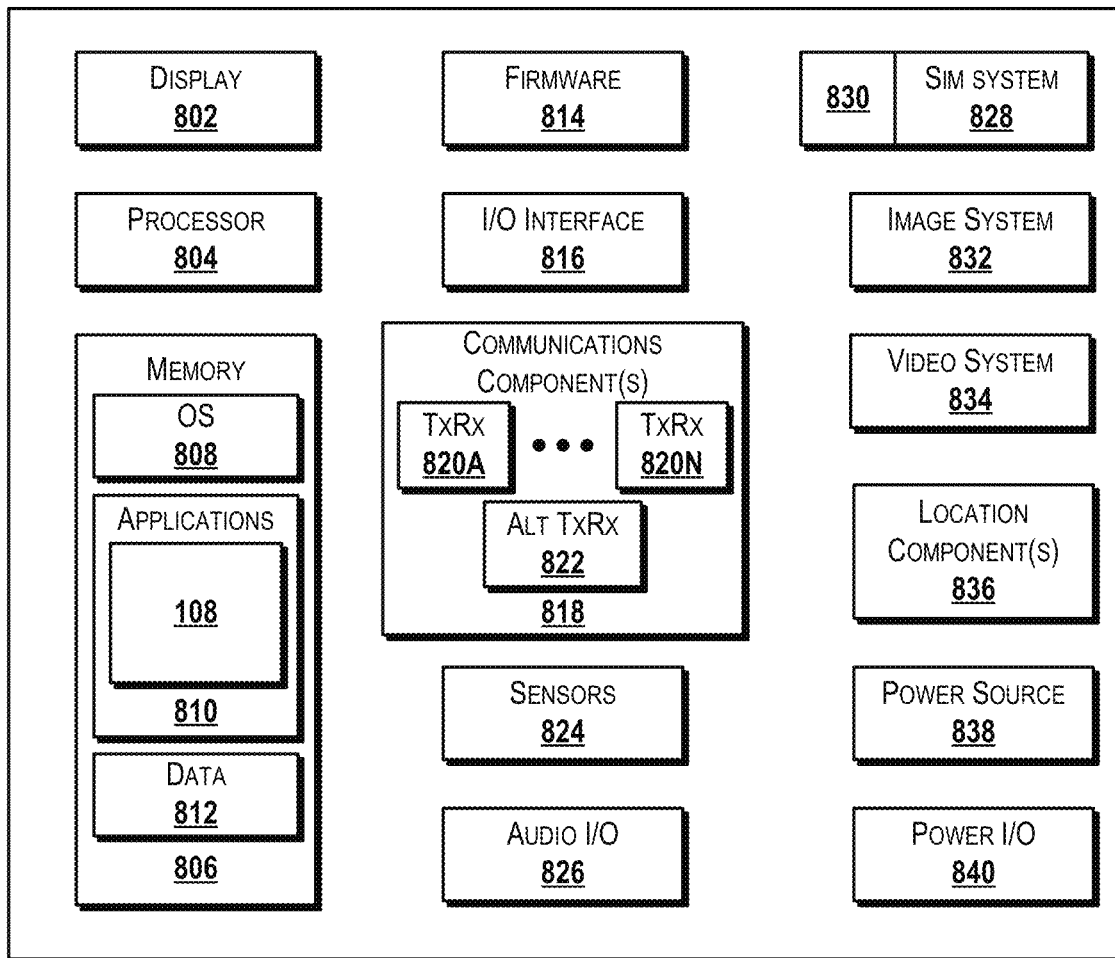 DISPLAY
802
PROCESSOR
804
MEMORY
OS
808
APPLICATIONS
108
810
DATA
812
806
FIRMWARE
814
I/O INTERFACE
816
COMMUNICATIONS
COMPONENT(S)
TXRX
820A
TXRX
820N
ALT TXRX
822
818
SENSORS
824
AUDIO I/O
826
830
SIM SYSTEM
828
IMAGE SYSTEM
832
VIDEO SYSTEM
834
LOCATION
COMPONENT(S)
836
POWER SOURCE
838
POWER I/O
840